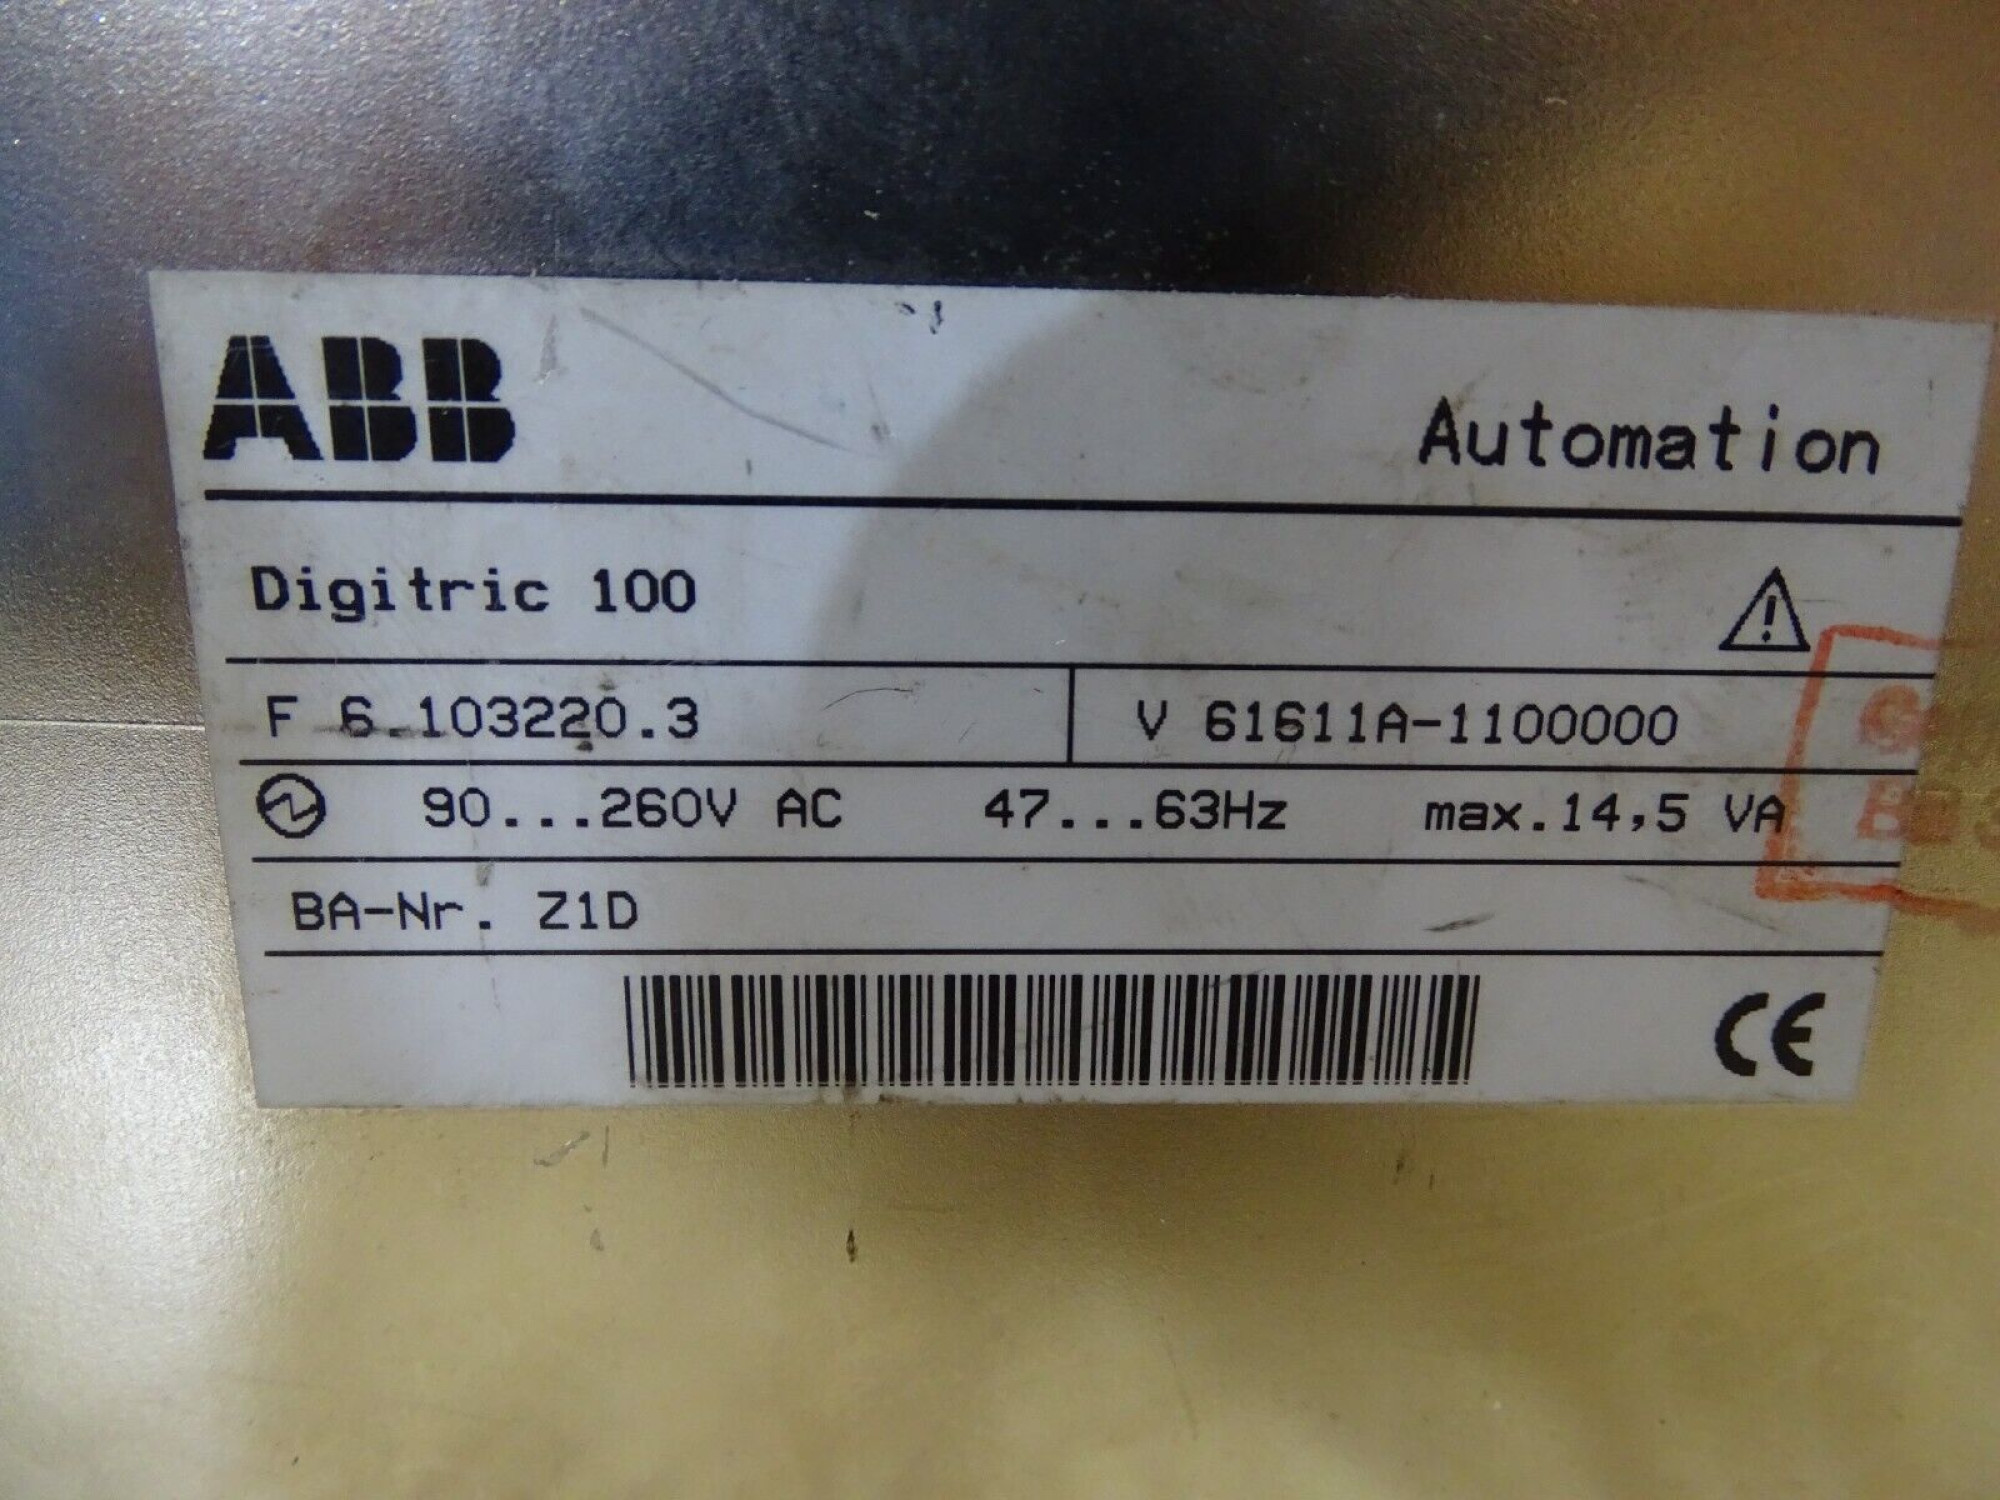 ABB
Automation
Digitric 100
F 6.103220.3
V 61611A-1100000
90...260V AC 47...63Hz max.14,5 VA
BA-Nr. Z1D
CE